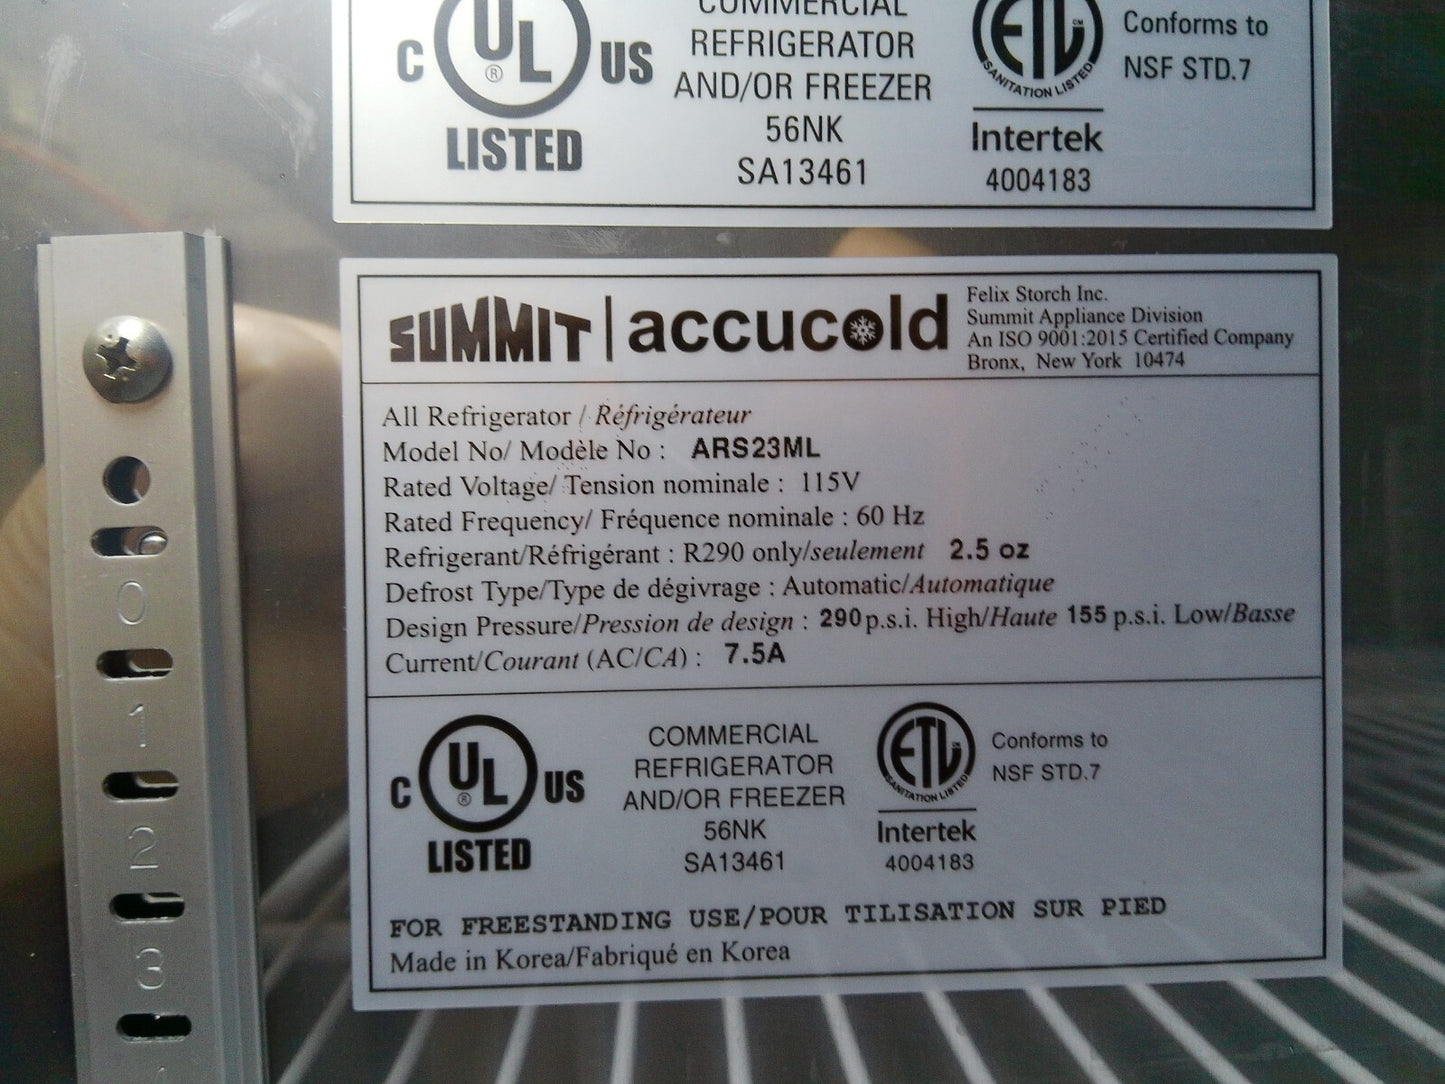 C UL ® US
LISTED
COMMERCIAL
REFRIGERATOR
AND/OR FREEZER
56NK
SA13461
ETL CM
SANITATION LISTED
Intertek
4004183
Conforms to
NSF STD.7
SUMMIT | accucold
Felix Storch Inc.
Summit Appliance Division
An ISO 9001:2015 Certified Company
Bronx, New York 10474
All Refrigerator / Réfrigérateur
Model No/ Modèle No : ARS23ML
Rated Voltage/ Tension nominale : 115V
Rated Frequency/ Fréquence nominale : 60 Hz
Refrigerant/Réfrigérant : R290 only/seulement 2.5 oz
Defrost Type/Type de dégivrage : Automatic/Automatique
Design Pressure/Pression de design : 290 p.s.i. High/Haute 155 p.s.i. Low/Basse
Current/Courant (AC/CA) : 7.5A
C UL ® US
LISTED
COMMERCIAL
REFRIGERATOR
AND/OR FREEZER
56NK
SA13461
ETL
SANITATION LISTED
Intertek
4004183
Conforms to
NSF STD.7
FOR FREESTANDING USE/POUR TILISATION SUR PIED
Made in Korea/Fabriqué en Korea
0
1
2
3